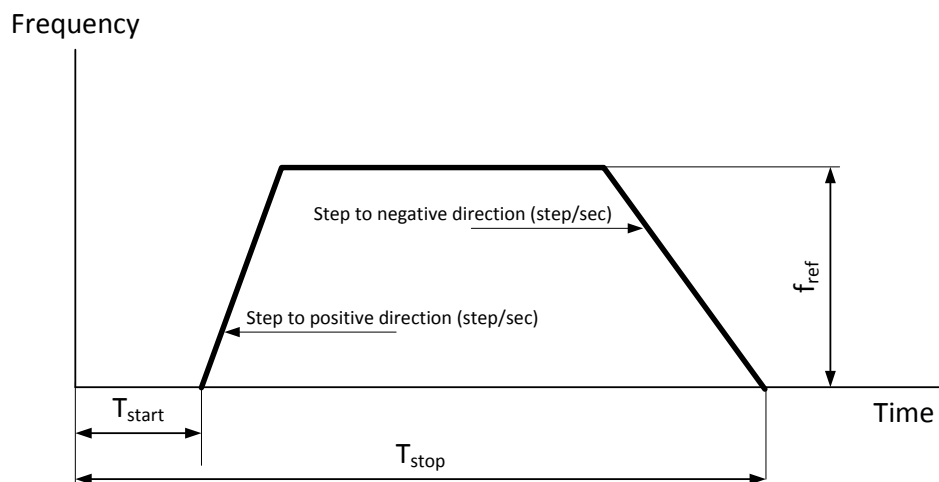 Frequency
Step to negative direction (step/sec)
fref
Step to positive direction (step/sec)
Tstart
Time
Tstop